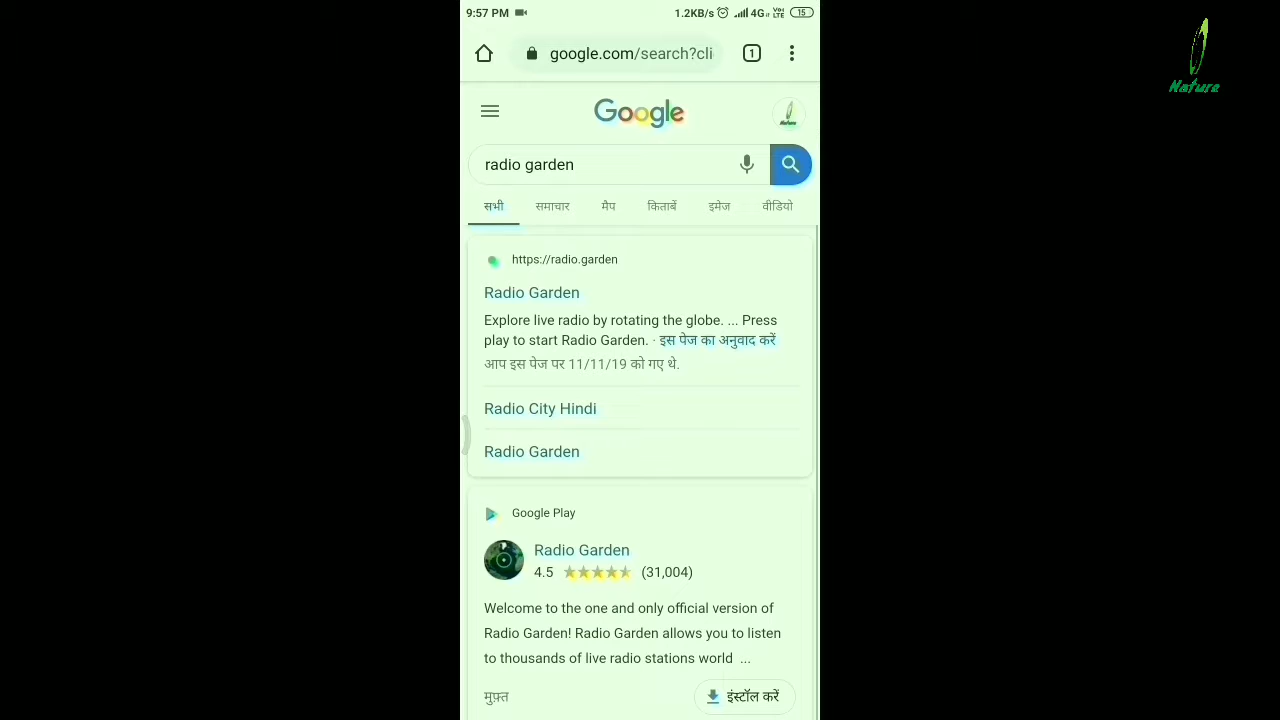 9:57 PM 1.2KB/s 4G Vo LTE 15
google.com/search?cli 1
Natura
Google
radio garden
सभी समाचार मैप किताबें इमेज वीडियो
https://radio.garden
Radio Garden
Explore live radio by rotating the globe. ... Press
play to start Radio Garden. · इस पेज का अनुवाद करें
आप इस पेज पर 11/11/19 को गए थे.
Radio City Hindi
Radio Garden
Google Play
Radio Garden
4.5 (31,004)
Welcome to the one and only official version of
Radio Garden! Radio Garden allows you to listen
to thousands of live radio stations world ...
मुफ़्त इंस्टॉल करें